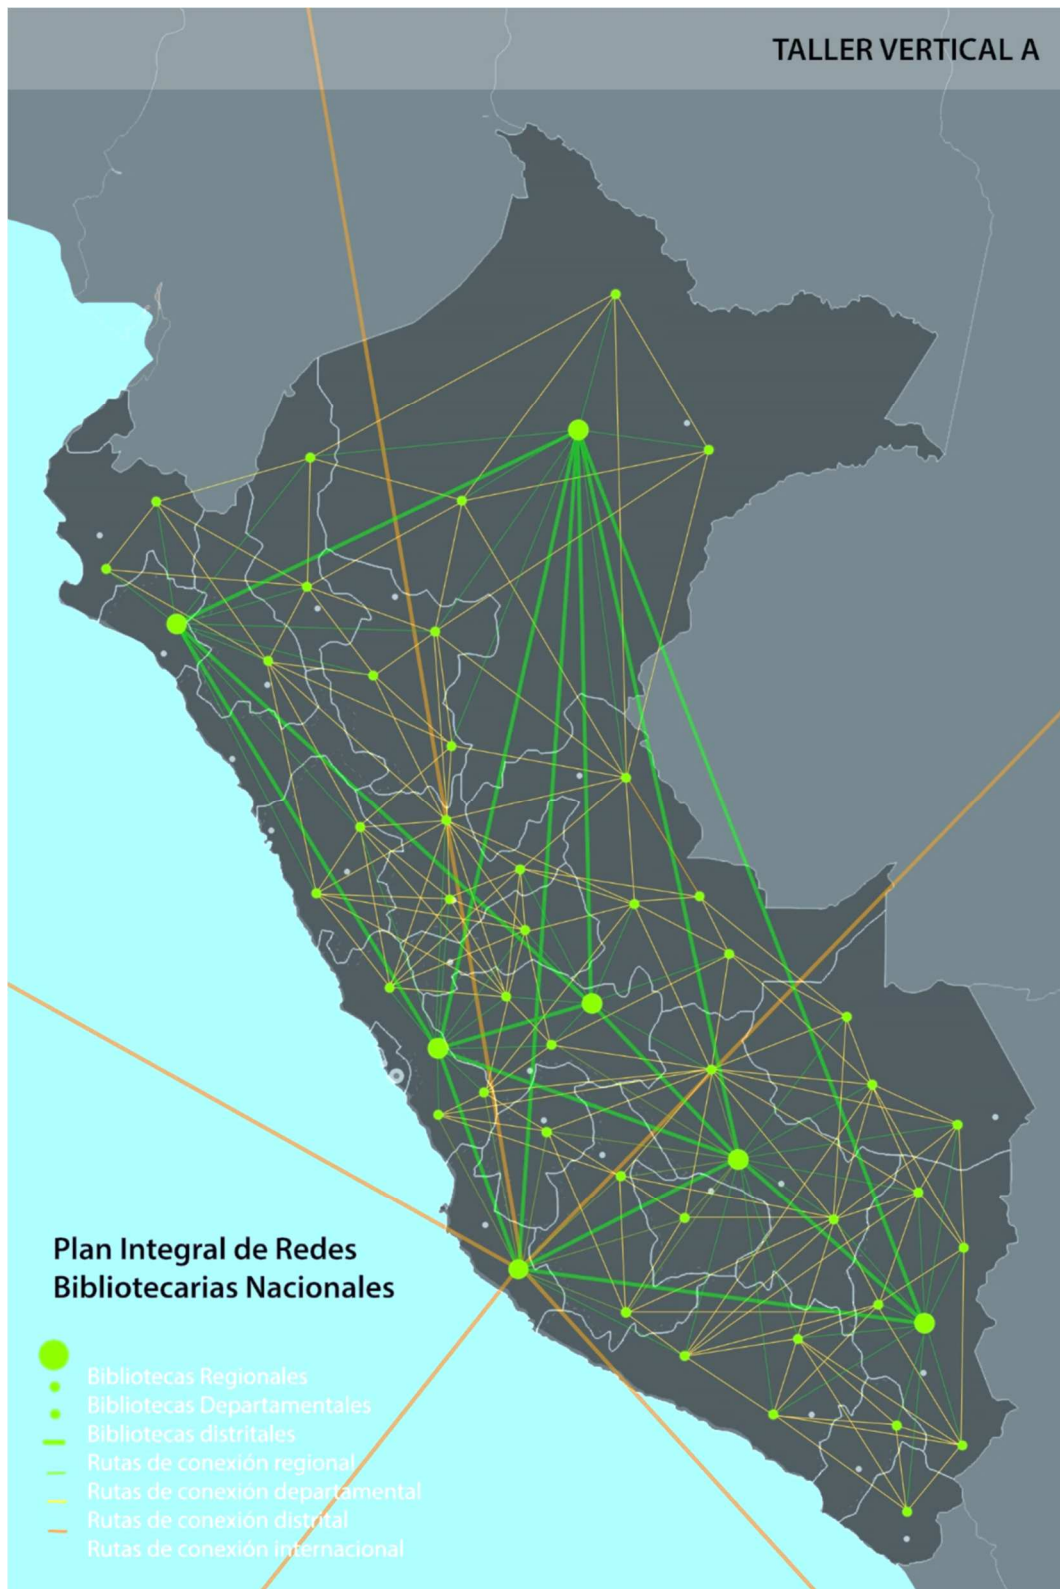 TALLER VERTICAL A
Plan Integral de Redes
Bibliotecarias Nacionales
Bibliotecas Regionales
Bibliotecas Departamentales
Bibliotecas distritales
Rutas de conexión regional
Rutas de conexión departamental
Rutas de conexión distrital
Rutas de conexión internacional